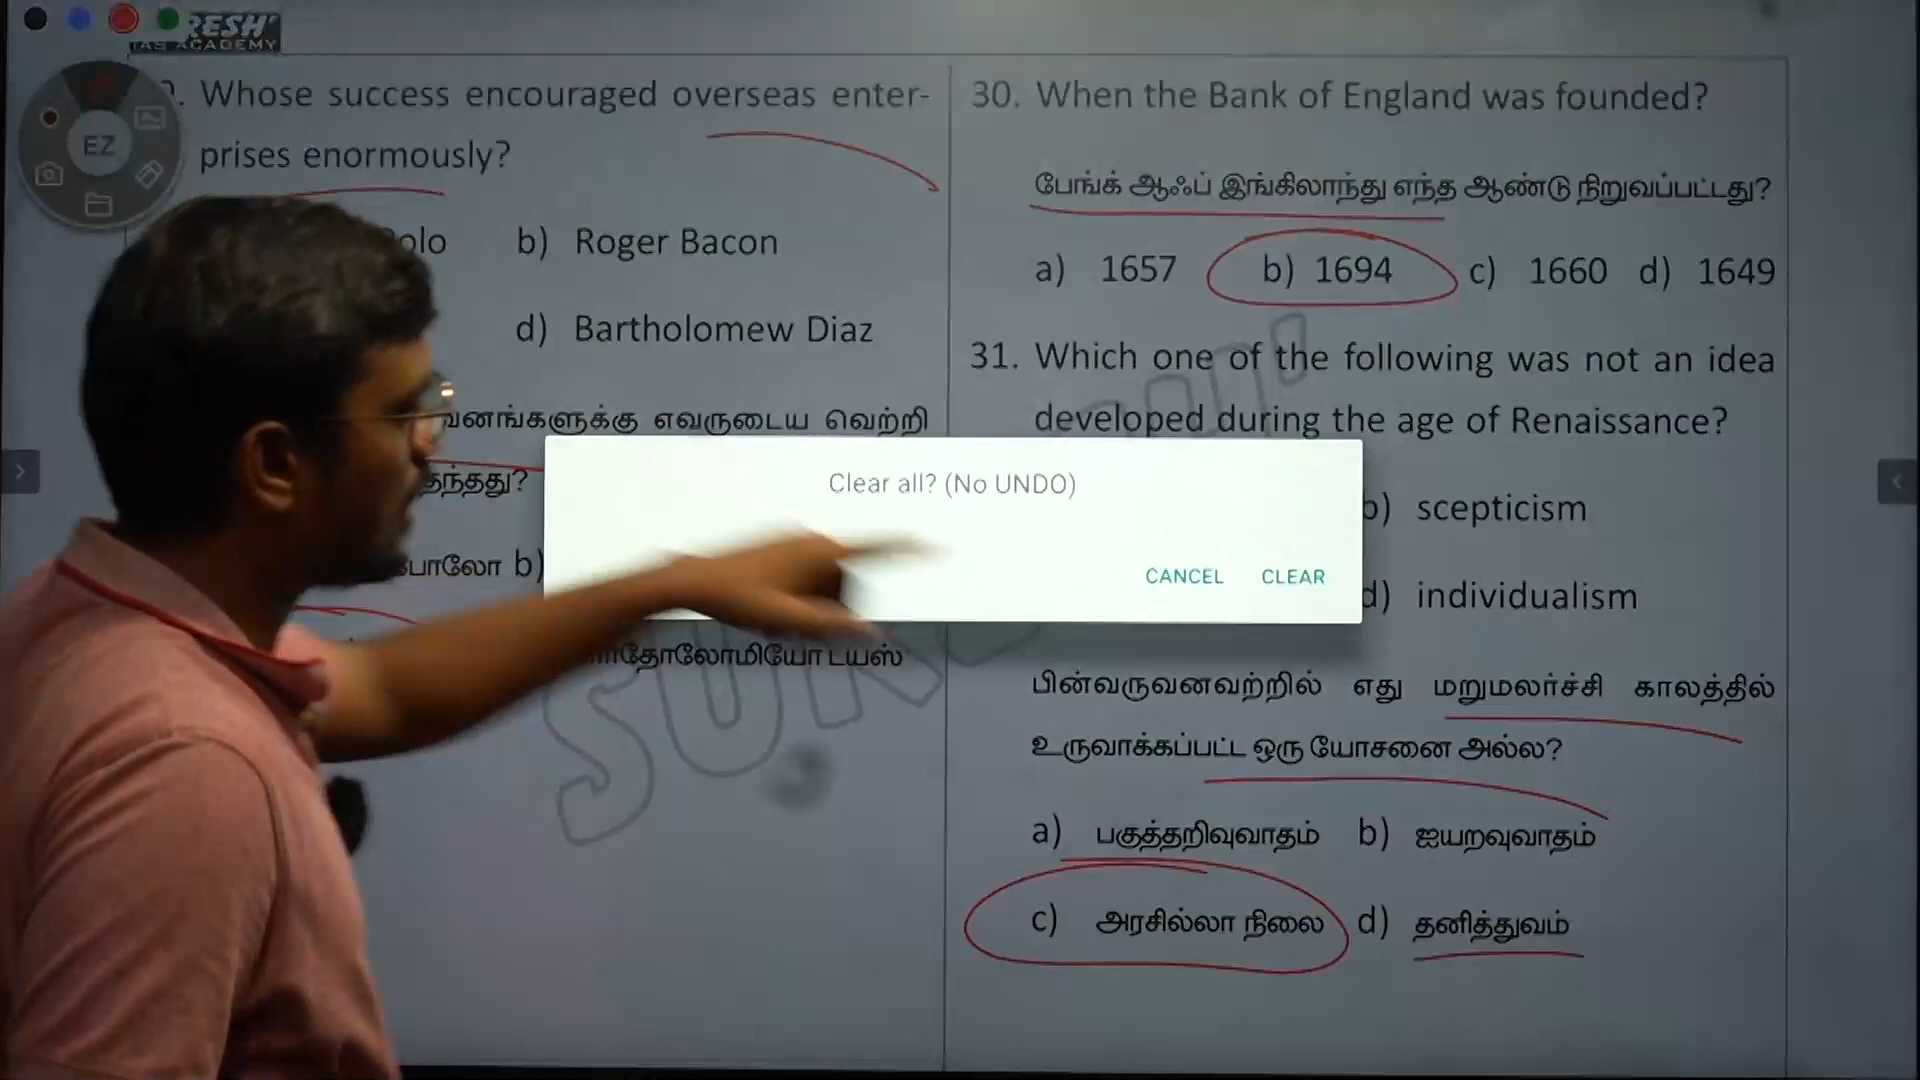 RESH'
IAS ACADEMY
EZ
Whose success encouraged overseas enter-
prises enormously?
olo b) Roger Bacon
d) Bartholomew Diaz
எவருடைய வெற்றி
b)
30. When the Bank of England was founded?
பேங்க் ஆஃப் இங்கிலாந்து எந்த ஆண்டு நிறுவப்பட்டது?
a) 1657 b) 1694 c) 1660 d) 1649
31. Which one of the following was not an idea
developed during the age of Renaissance?
b) scepticism
d) individualism
பின்வருவனவற்றில் எது மறுமலர்ச்சி காலத்தில்
உருவாக்கப்பட்ட ஒரு யோசனை அல்ல?
a) பகுத்தறிவுவாதம் b) ஐயறவுவாதம்
c) அரசில்லா நிலை d) தனித்துவம்
Clear all? (No UNDO)
CANCEL CLEAR